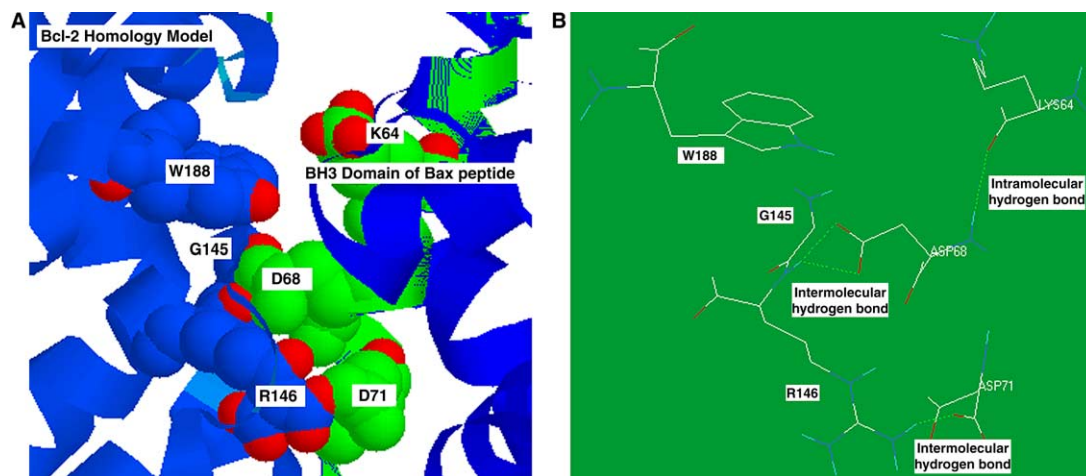 A
Bcl-2 Homology Model
K64
W188
BH3 Domain of Bax peptide
G145
D68
R146
D71
B
LYS64
W188
Intramolecular
hydrogen bond
G145
ASP68
Intermolecular
hydrogen bond
R146
ASP71
Intermolecular
hydrogen bond